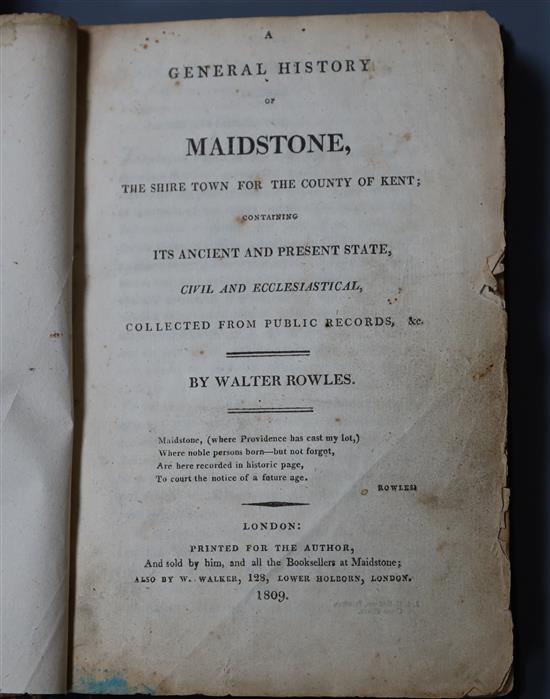 A
GENERAL HISTORY
OF
MAIDSTONE,
THE SHIRE TOWN FOR THE COUNTY OF KENT;
CONTAINING
ITS ANCIENT AND PRESENT STATE,
CIVIL AND ECCLESIASTICAL,
COLLECTED FROM PUBLIC RECORDS, &c.
BY WALTER ROWLES.
Maidstone, (where Providence has cast my lot,)
Where noble persons born—but not forgot,
Are here recorded in historic page,
To court the notice of a future age.
ROWLES
LONDON:
PRINTED FOR THE AUTHOR,
And sold by him, and all the Booksellers at Maidstone;
ALSO BY W. WALKER, 128, LOWER HOLBORN, LONDON.
1809.